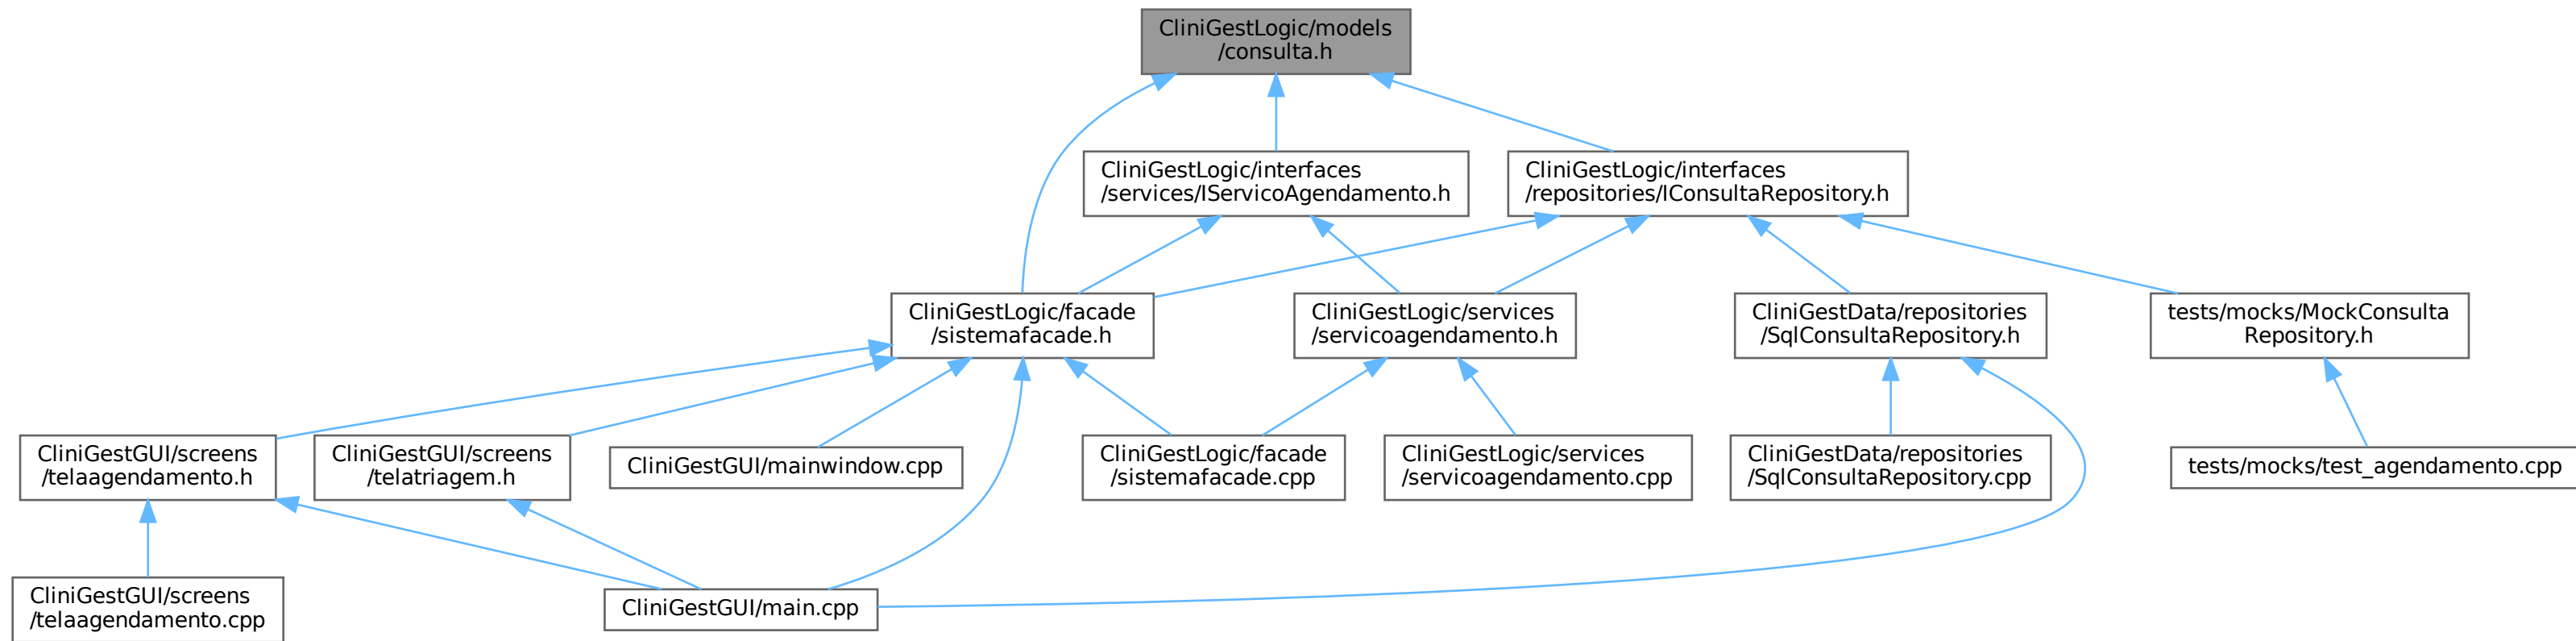 CliniGestLogic/models
/consulta.h
CliniGestLogic/interfaces
/services/IServicoAgendamento.h
CliniGestLogic/interfaces
/repositories/IConsultaRepository.h
CliniGestLogic/facade
/sistemafacade.h
CliniGestLogic/services
/servicoagendamento.h
CliniGestData/repositories
/SqlConsultaRepository.h
tests/mocks/MockConsulta
Repository.h
CliniGestGUI/screens
/telaagendamento.h
CliniGestGUI/screens
/telatriagem.h
CliniGestGUI/mainwindow.cpp
CliniGestLogic/facade
/sistemafacade.cpp
CliniGestLogic/services
/servicoagendamento.cpp
CliniGestData/repositories
/SqlConsultaRepository.cpp
tests/mocks/test_agendamento.cpp
CliniGestGUI/screens
/telaagendamento.cpp
CliniGestGUI/main.cpp